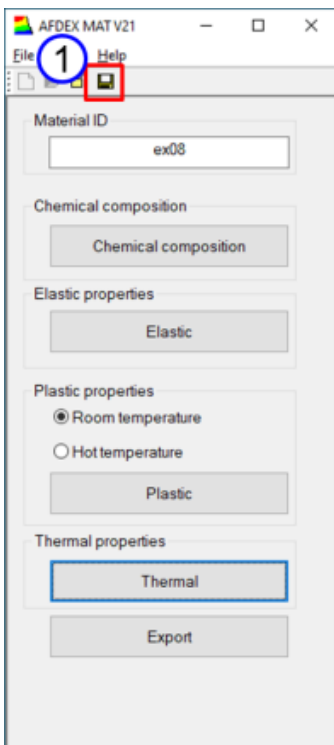 AFDEX MAT V21
File
1
Help
Material ID
ex08
Chemical composition
Chemical composition
Elastic properties
Elastic
Plastic properties
Room temperature
Hot temperature
Plastic
Thermal properties
Thermal
Export